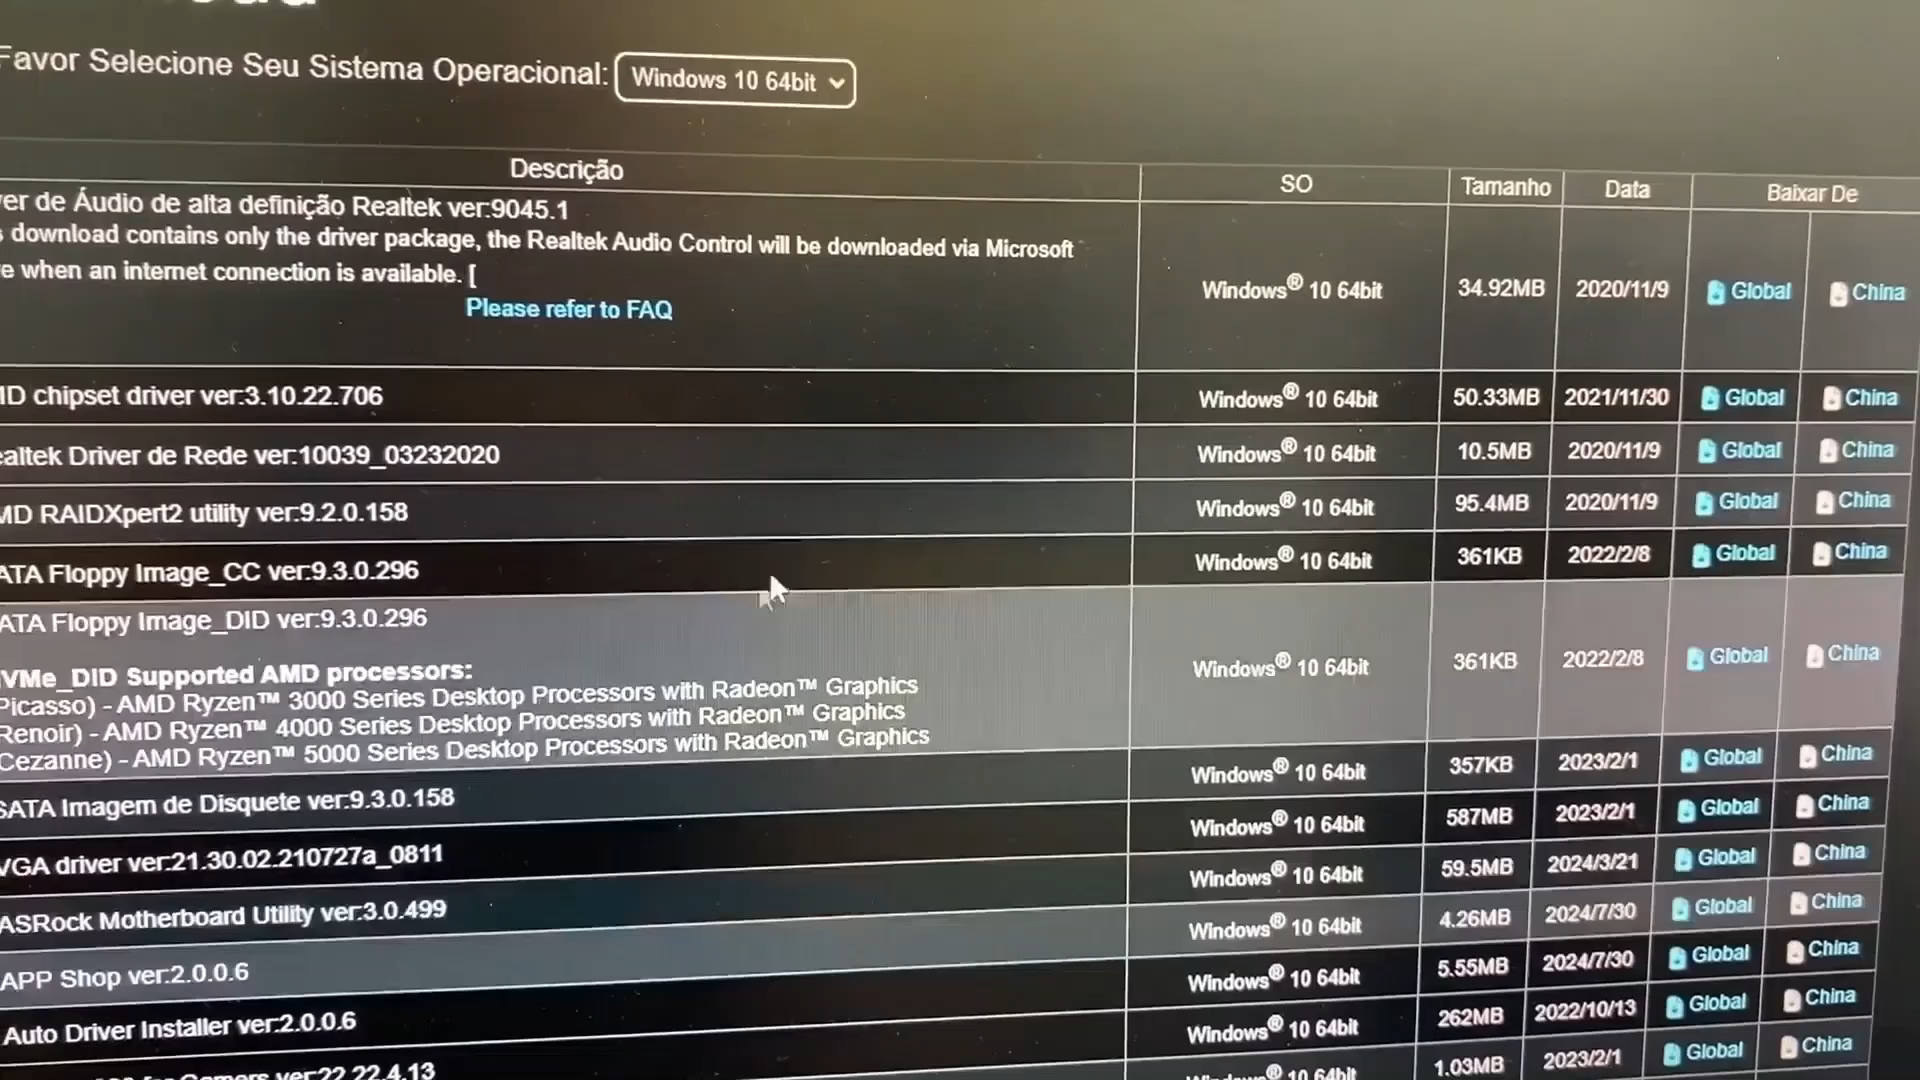 Favor Selecione Seu Sistema Operacional: Windows 10 64bit
Descrição SO Tamanho Data Baixar De
er de Áudio de alta definição Realtek ver:9045.1
s download contains only the driver package, the Realtek Audio Control will be downloaded via Microsoft
e when an internet connection is available. [
Please refer to FAQ
Windows® 10 64bit 34.92MB 2020/11/9 Global China
MD chipset driver ver:3.10.22.706 Windows® 10 64bit 50.33MB 2021/11/30 Global China
ealtek Driver de Rede ver:10039_03232020 Windows® 10 64bit 10.5MB 2020/11/9 Global China
MD RAIDXpert2 utility ver:9.2.0.158 Windows® 10 64bit 95.4MB 2020/11/9 Global China
ATA Floppy Image_CC ver:9.3.0.296 Windows® 10 64bit 361KB 2022/2/8 Global China
ATA Floppy Image_DID ver:9.3.0.296
VMe_DID Supported AMD processors:
Picasso) - AMD Ryzen™ 3000 Series Desktop Processors with Radeon™ Graphics
Renoir) - AMD Ryzen™ 4000 Series Desktop Processors with Radeon™ Graphics
Cezanne) - AMD Ryzen™ 5000 Series Desktop Processors with Radeon™ Graphics
Windows® 10 64bit 361KB 2022/2/8 Global China
SATA Imagem de Disquete ver:9.3.0.158 Windows® 10 64bit 357KB 2023/2/1 Global China
VGA driver ver:21.30.02.210727a_0811 Windows® 10 64bit 587MB 2023/2/1 Global China
ASRock Motherboard Utility ver:3.0.499 Windows® 10 64bit 59.5MB 2024/3/21 Global China
APP Shop ver:2.0.0.6 Windows® 10 64bit 4.26MB 2024/7/30 Global China
Auto Driver Installer ver:2.0.0.6 Windows® 10 64bit 5.55MB 2024/7/30 Global China
for Gamers ver:22.22.4.13 Windows® 10 64bit 262MB 2022/10/13 Global China
Windows® 10 64bit 1.03MB 2023/2/1 Global China